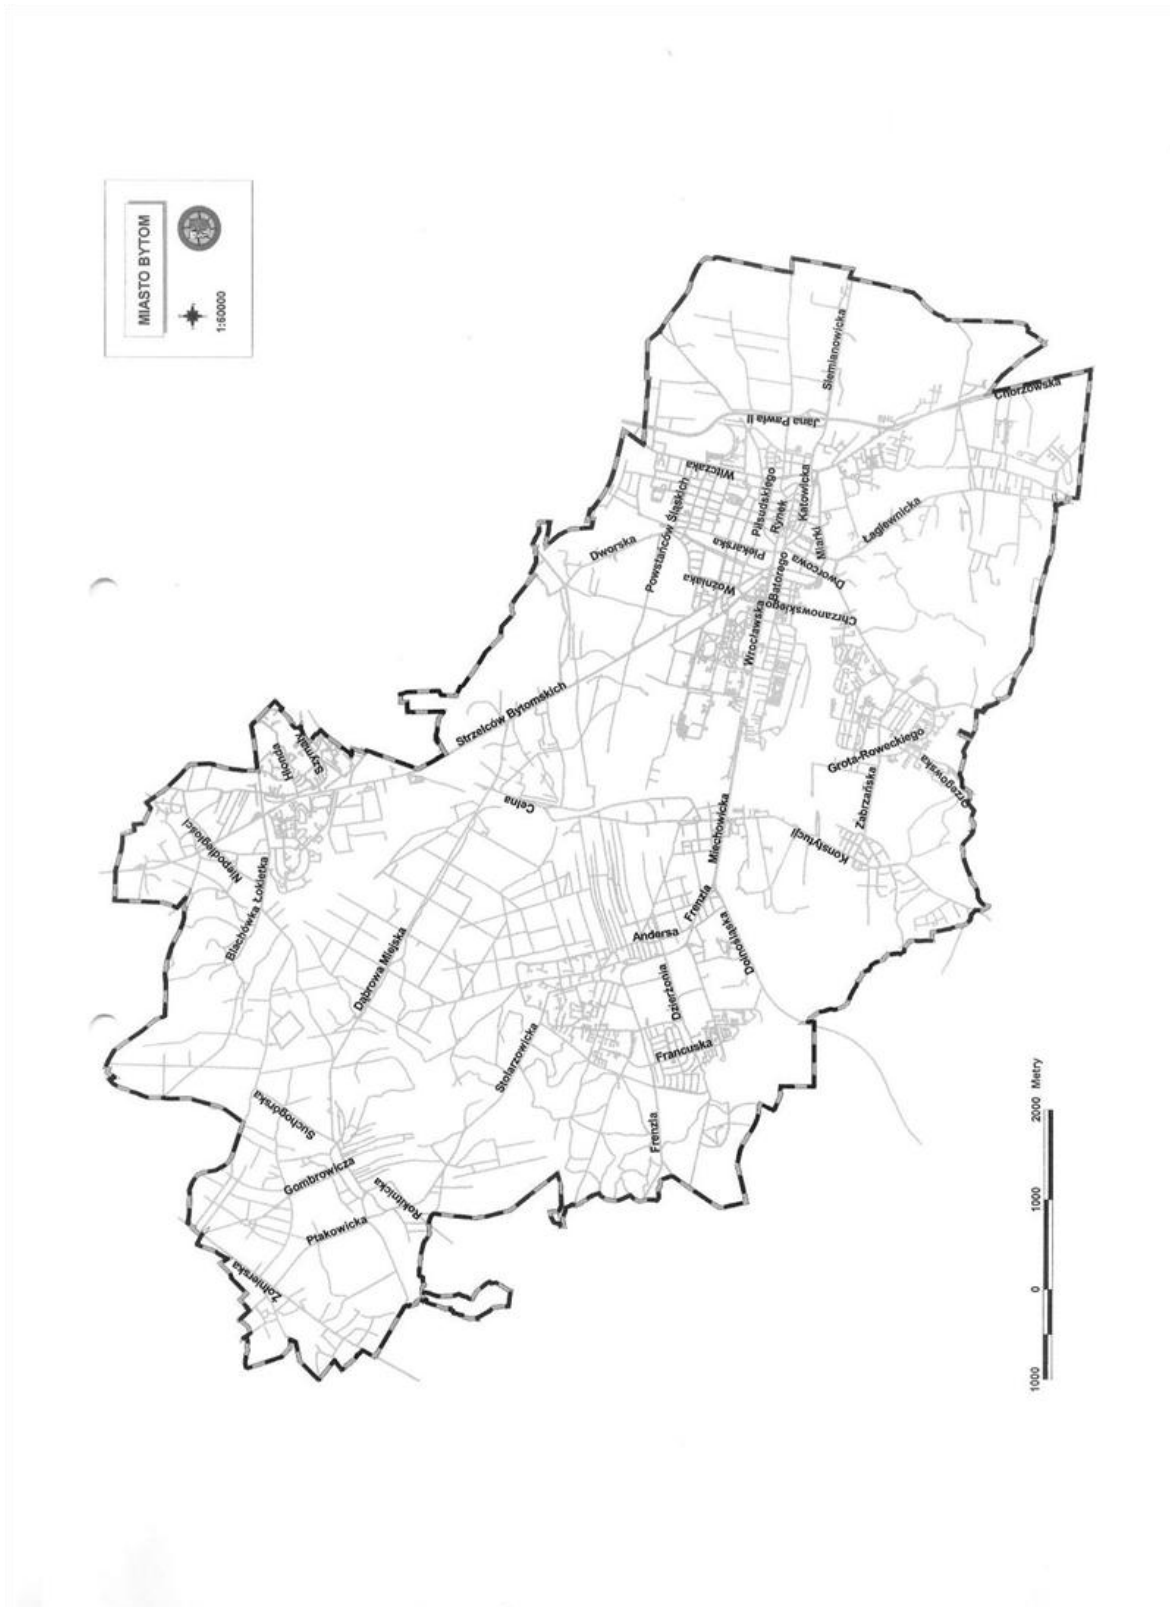 MIASTO BYTOM
1:60000
Siemianowicka
Chorzowska
Jana Pawła II
Witczaka
Piłsudskiego
Katowicka
Rynek
Powstańców Śląskich
Łagiewnicka
Dworska
Piekarska
Miarki
Dworcowa
Woźniaka
Batorego
Chrzanowskiego
Wrocławska
Strzelców Bytomskich
Hlonda
Szymały
Grota-Roweckiego
Orzegowska
Zabrzańska
Celna
Miechowicka
Konstytucji
Niepodległości
Łokietka
Blachówka
Frenzla
Andersa
Dolnośląska
Dąbrowa Miejska
Dzierżonia
Francuska
Stolarzowicka
Suchogórska
Frenzla
Gombrowicza
Rokitnicka
Ptakowicka
Żołnierska
1000 0 1000 2000 Metry